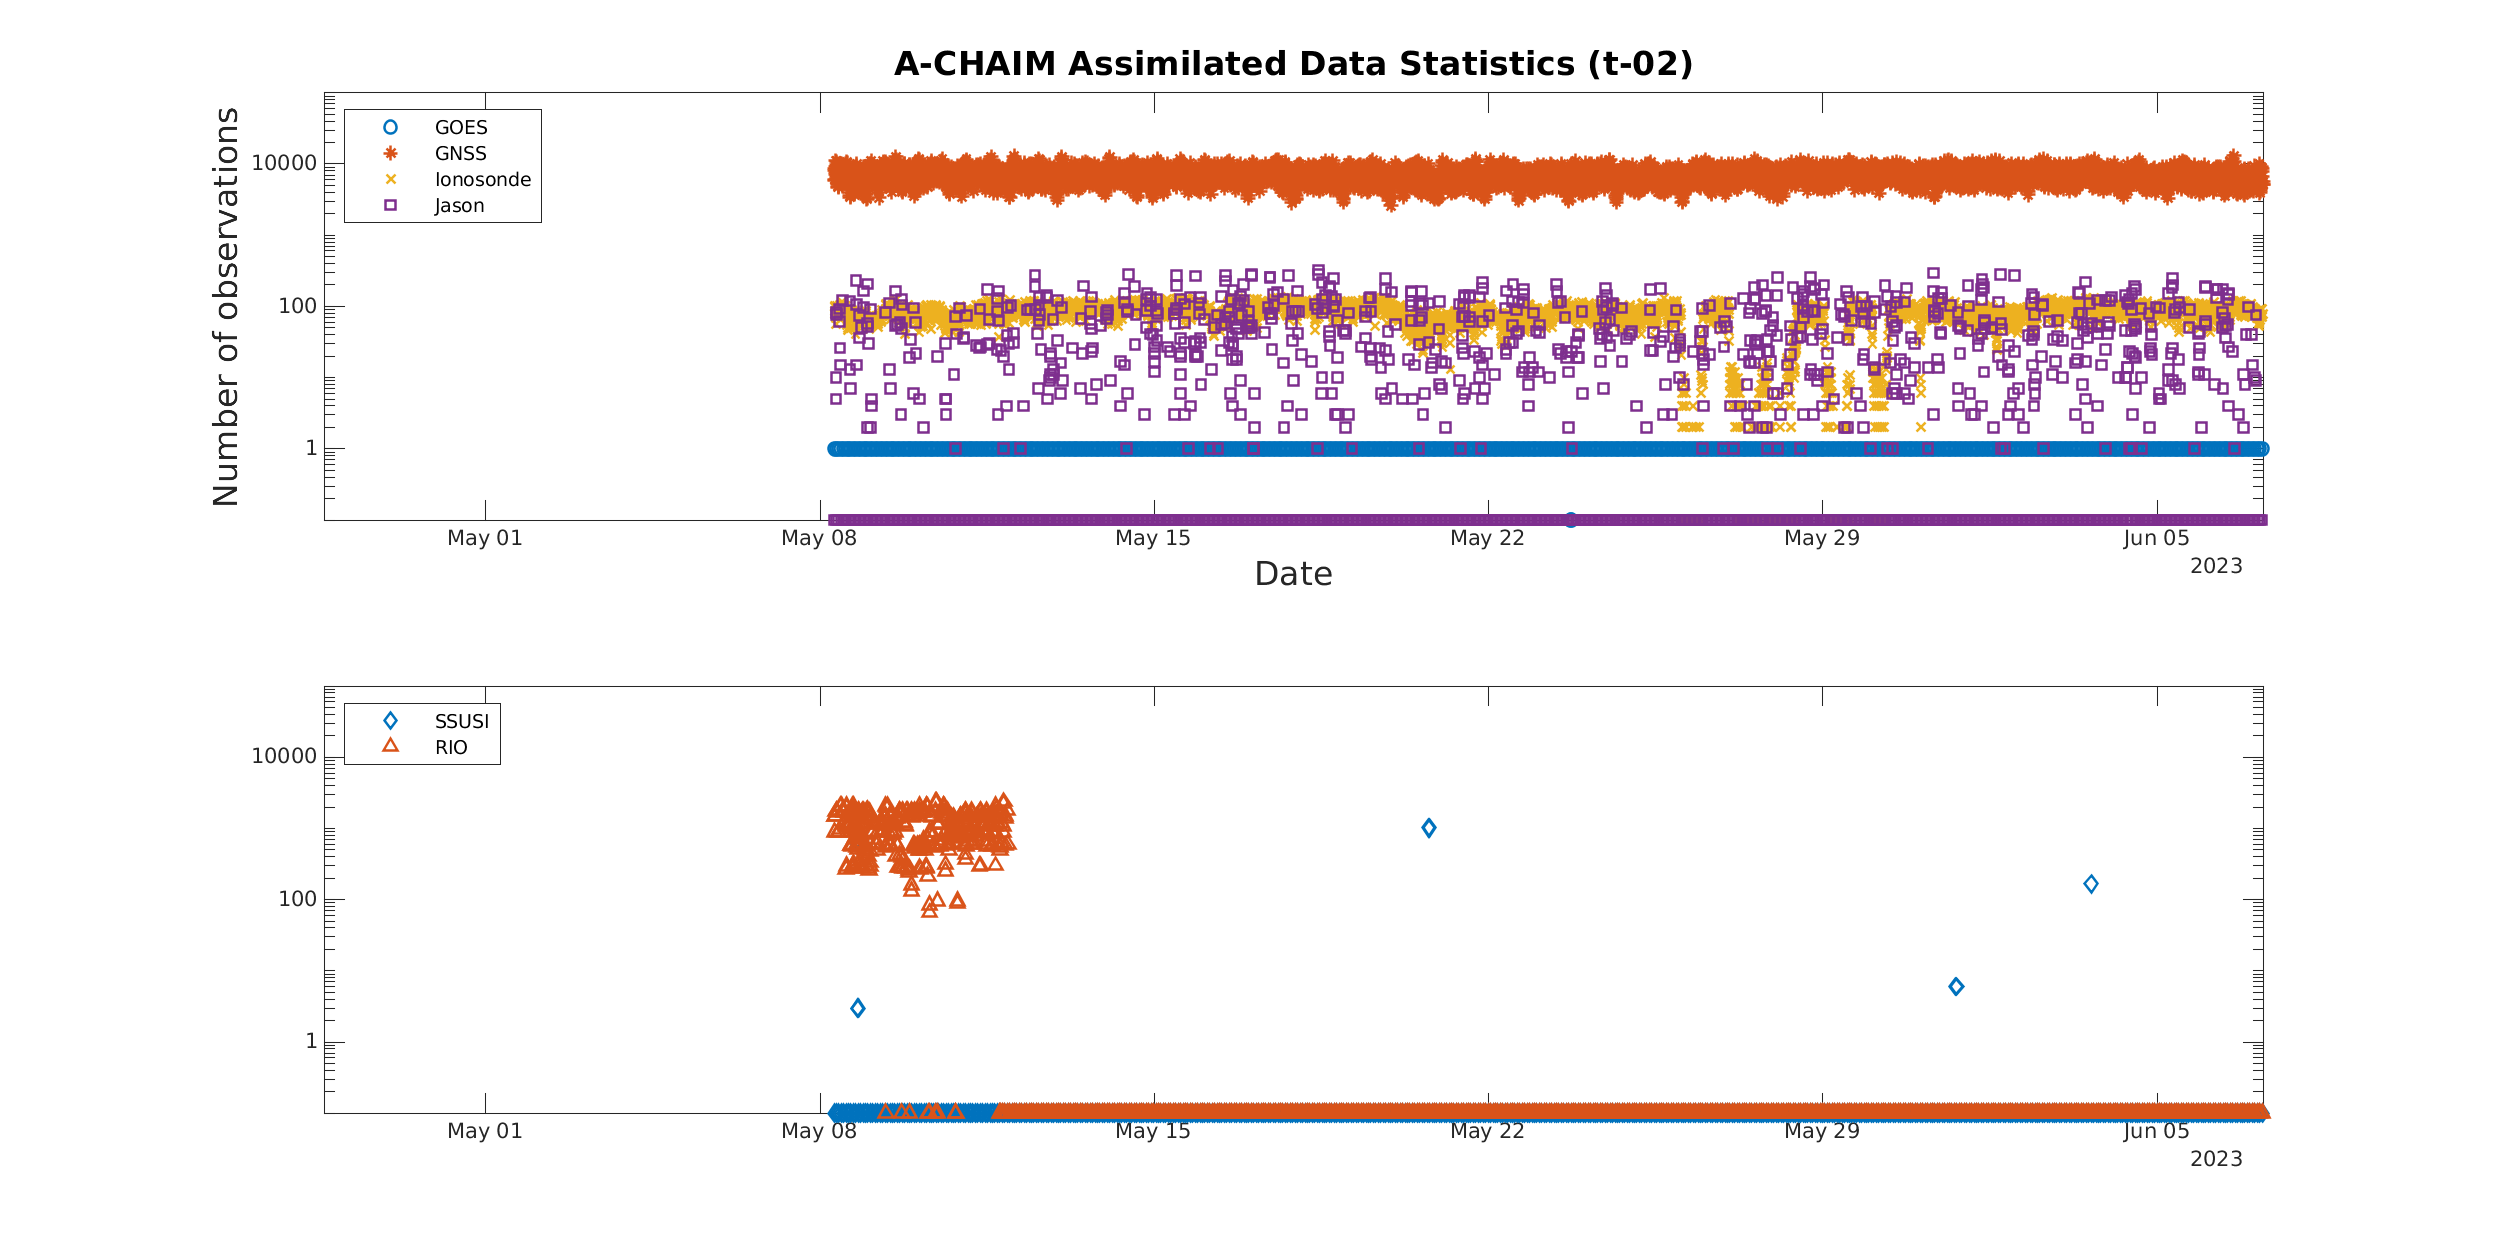 A-CHAIM Assimilated Data Statistics (t-02)
Number of observations
10000
100
1
GOES
GNSS
Ionosonde
Jason
May 01
May 08
May 15
May 22
May 29
Jun 05
2023
Date
10000
100
1
SSUSI
RIO
May 01
May 08
May 15
May 22
May 29
Jun 05
2023